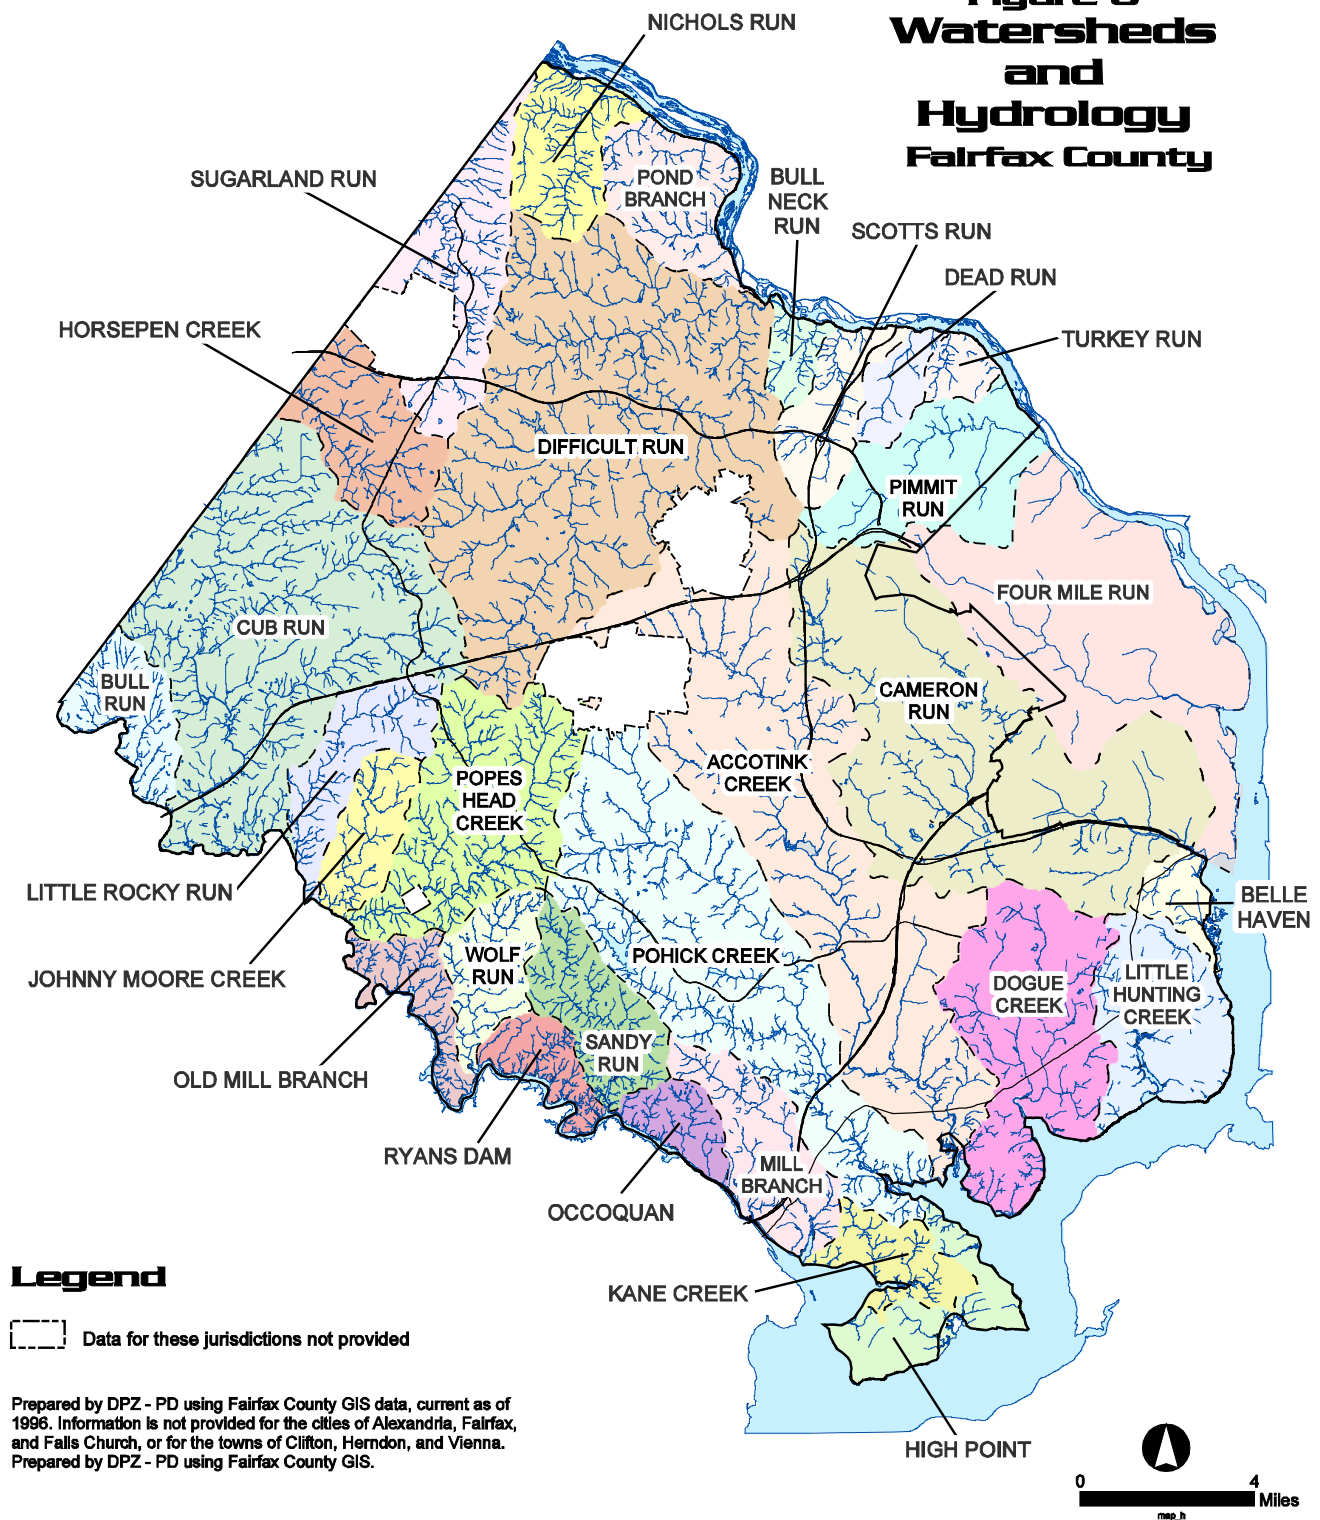 Figure 8
Watersheds
and
Hydrology
Fairfax County
NICHOLS RUN
SUGARLAND RUN
POND
BRANCH
BULL
NECK
RUN
SCOTTS RUN
DEAD RUN
HORSEPEN CREEK
TURKEY RUN
DIFFICULT RUN
PIMMIT
RUN
FOUR MILE RUN
CUB RUN
BULL
RUN
CAMERON
RUN
ACCOTINK
CREEK
POPES
HEAD
CREEK
LITTLE ROCKY RUN
BELLE
HAVEN
JOHNNY MOORE CREEK
WOLF
RUN
POHICK CREEK
DOGUE
CREEK
LITTLE
HUNTING
CREEK
SANDY
RUN
OLD MILL BRANCH
RYANS DAM
MILL
BRANCH
OCCOQUAN
KANE CREEK
HIGH POINT
Legend
Data for these jurisdictions not provided
Prepared by DPZ - PD using Fairfax County GIS data, current as of
1996. Information is not provided for the cities of Alexandria, Fairfax,
and Falls Church, or for the towns of Clifton, Herndon, and Vienna.
Prepared by DPZ - PD using Fairfax County GIS.
0 4
Miles
map_h